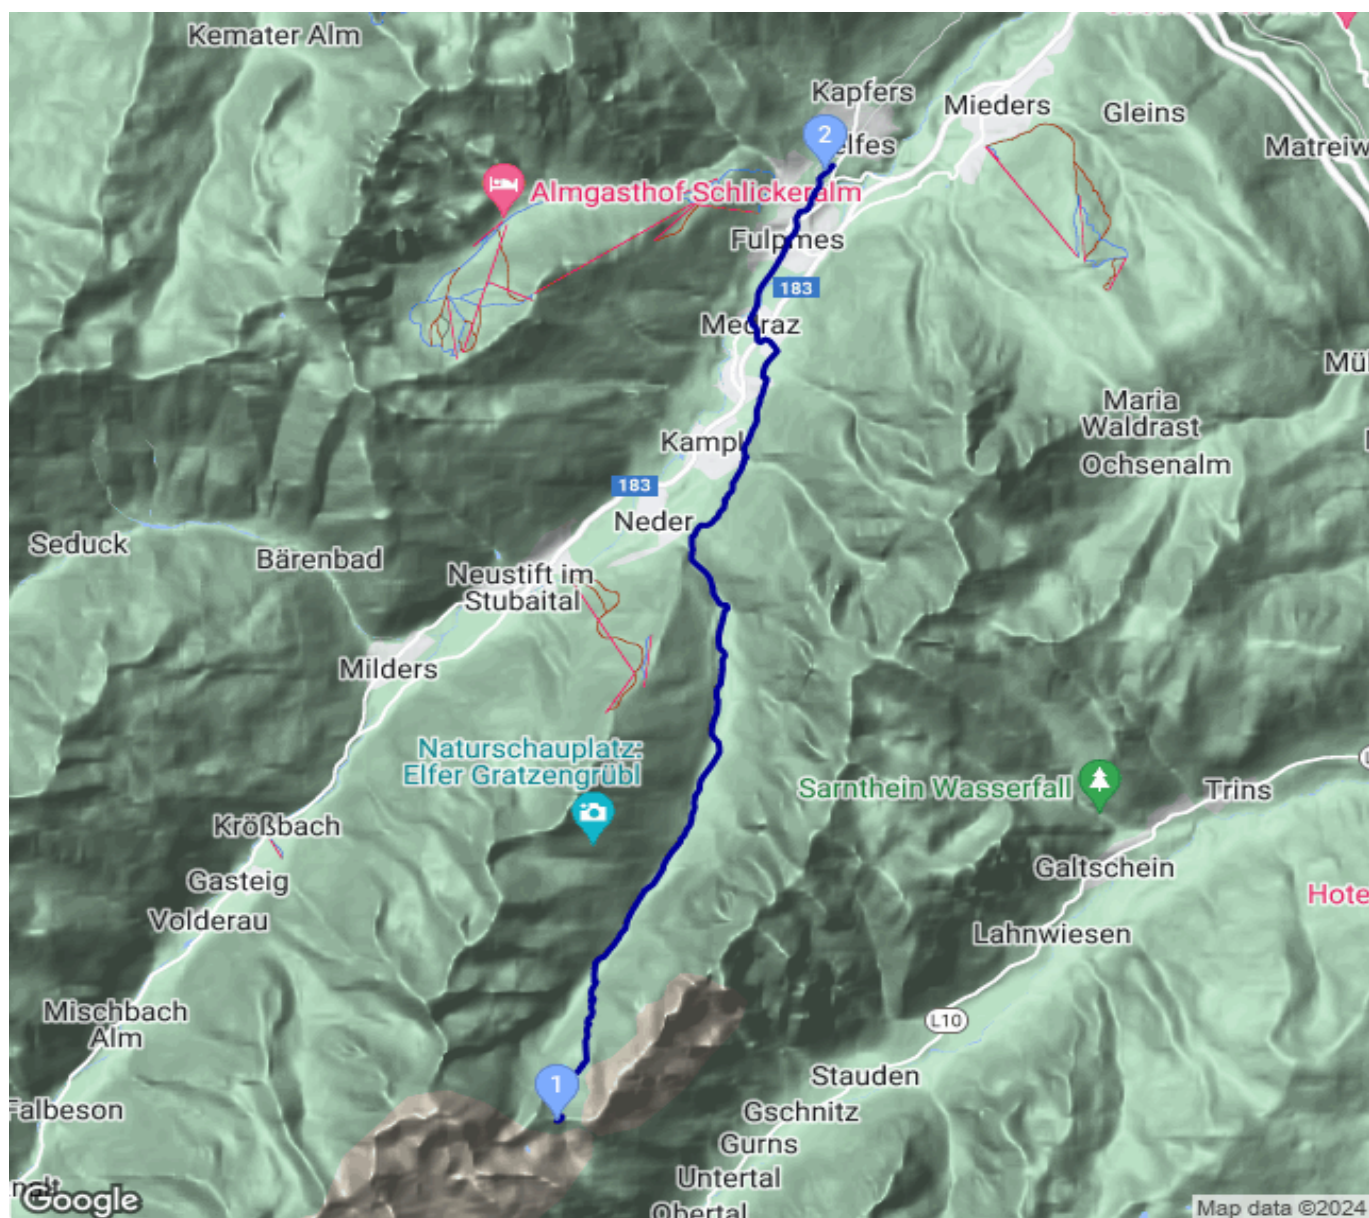 Kemater Alm
Kapfers
Mieders
Gleins
2
elfes
Matreiw
Almgasthof Schlickeralm
Fulpmes
183
Medraz
Mül
Maria
Waldrast
Kampl
Ochsenalm
183
Neder
Seduck
Bärenbad
Neustift im
Stubaital
Milders
Naturschauplatz:
Elfer Gratzengrübl
Sarnthein Wasserfall
Trins
Krößbach
Galtschein
Gasteig
Hote
Volderau
Lahnwiesen
Mischbach
Alm
L10
1
Stauden
Falbeson
Gschnitz
Gurns
Untertal
Obertal
Google
Map data ©2024